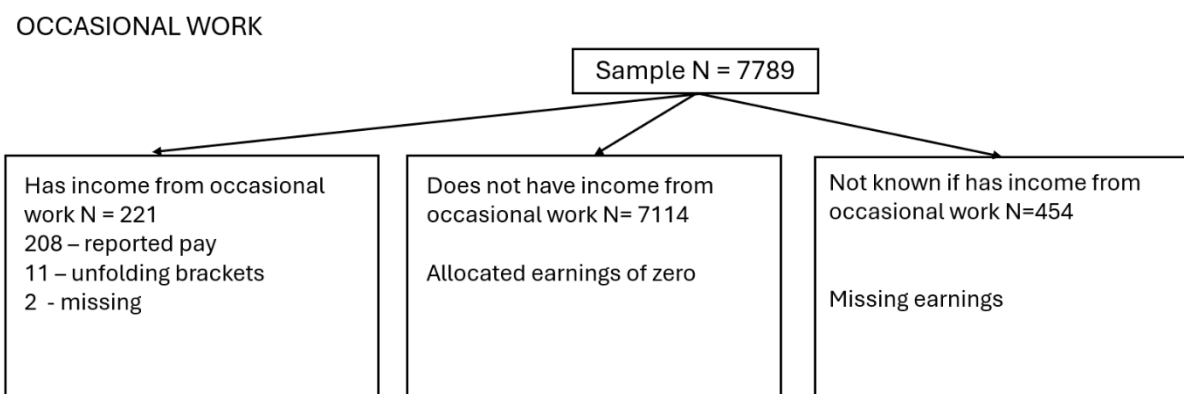 OCCASIONAL WORK
Sample N = 7789
Has income from occasional
work N = 221
208 – reported pay
11 – unfolding brackets
2 - missing
Does not have income from
occasional work N= 7114
Allocated earnings of zero
Not known if has income from
occasional work N=454
Missing earnings